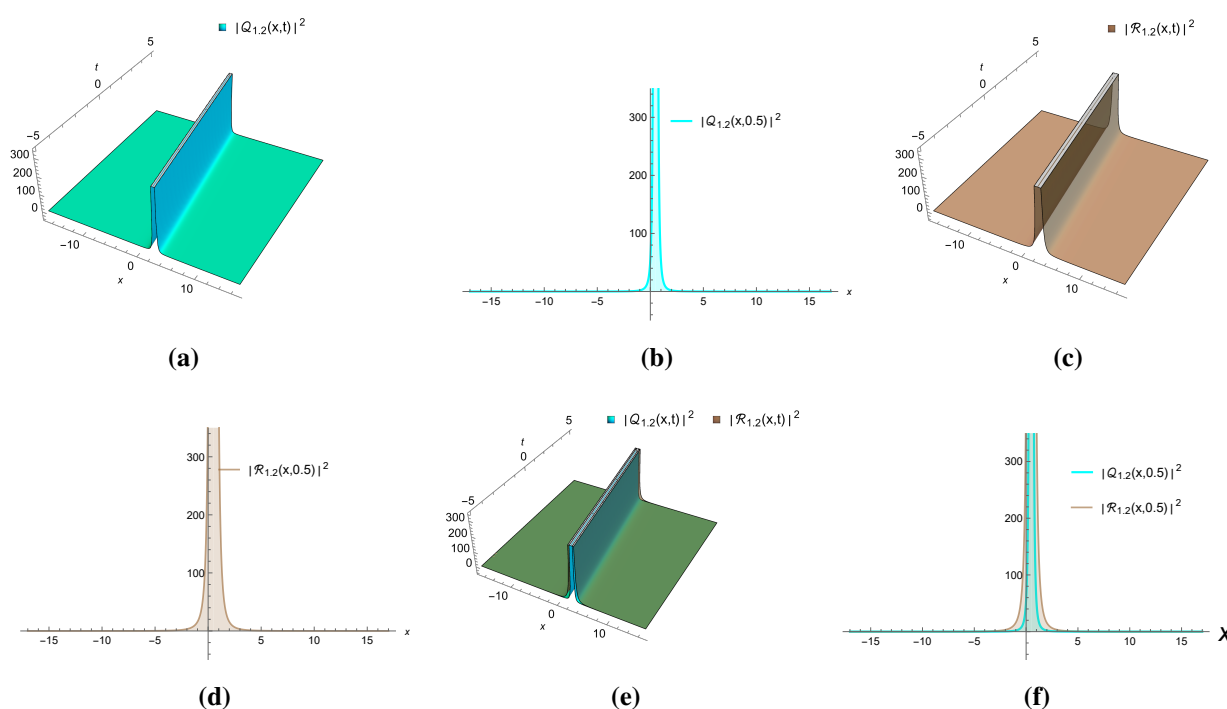 |Q1.2(x,t)|²
5
t
0
−5
300
200
100
0
−10
0
x
10
(a)
300
200
100
|Q1.2(x,0.5)|²
−15 −10 −5 5 10 15 x
(b)
|R1.2(x,t)|²
5
t
0
−5
300
200
100
0
−10
0
x
10
(c)
300
200
100
|R1.2(x,0.5)|²
−15 −10 −5 5 10 15 x
(d)
|Q1.2(x,t)|² |R1.2(x,t)|²
5
t
0
−5
300
200
100
0
−10
0
x
10
(e)
300
200
100
|Q1.2(x,0.5)|²
|R1.2(x,0.5)|²
−15 −10 −5 5 10 15 x
(f)